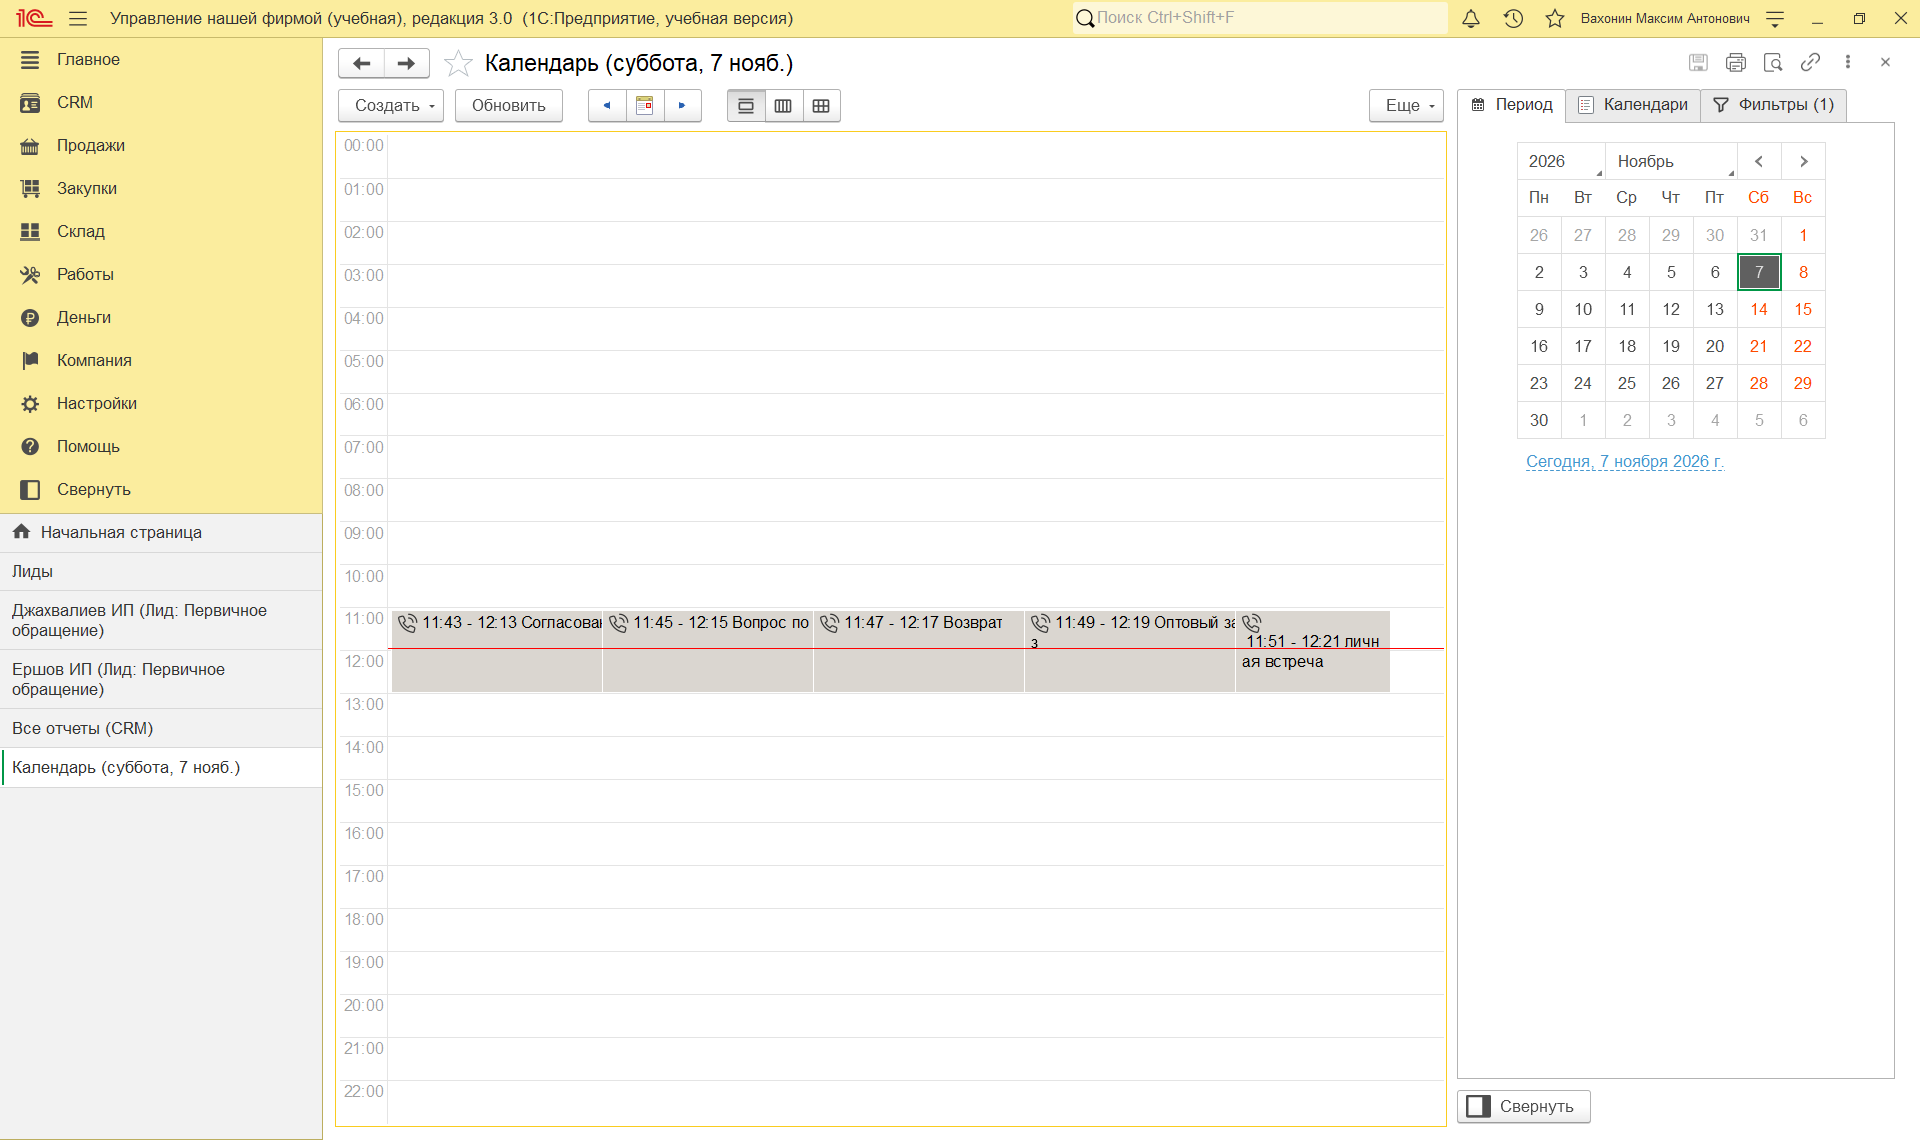 Управление нашей фирмой (учебная), редакция 3.0 (1С:Предприятие, учебная версия)
Поиск Ctrl+Shift+F
Вахонин Максим Антонович
Главное
CRM
Продажи
Закупки
Склад
Работы
Деньги
Компания
Настройки
Помощь
Свернуть
Начальная страница
Лиды
Джахвалиев ИП (Лид: Первичное
обращение)
Ершов ИП (Лид: Первичное
обращение)
Все отчеты (CRM)
Календарь (суббота, 7 нояб.)
Календарь (суббота, 7 нояб.)
Создать
Обновить
Еще
00:00
01:00
02:00
03:00
04:00
05:00
06:00
07:00
08:00
09:00
10:00
11:00
11:43 - 12:13 Согласован
11:45 - 12:15 Вопрос по
11:47 - 12:17 Возврат
11:49 - 12:19 Оптовый за
з
11:51 - 12:21 личн
ая встреча
12:00
13:00
14:00
15:00
16:00
17:00
18:00
19:00
20:00
21:00
22:00
Период
Календари
Фильтры (1)
2026 Ноябрь
Пн Вт Ср Чт Пт Сб Вс
26 27 28 29 30 31 1
2 3 4 5 6 7 8
9 10 11 12 13 14 15
16 17 18 19 20 21 22
23 24 25 26 27 28 29
30 1 2 3 4 5 6
Сегодня, 7 ноября 2026 г.
Свернуть